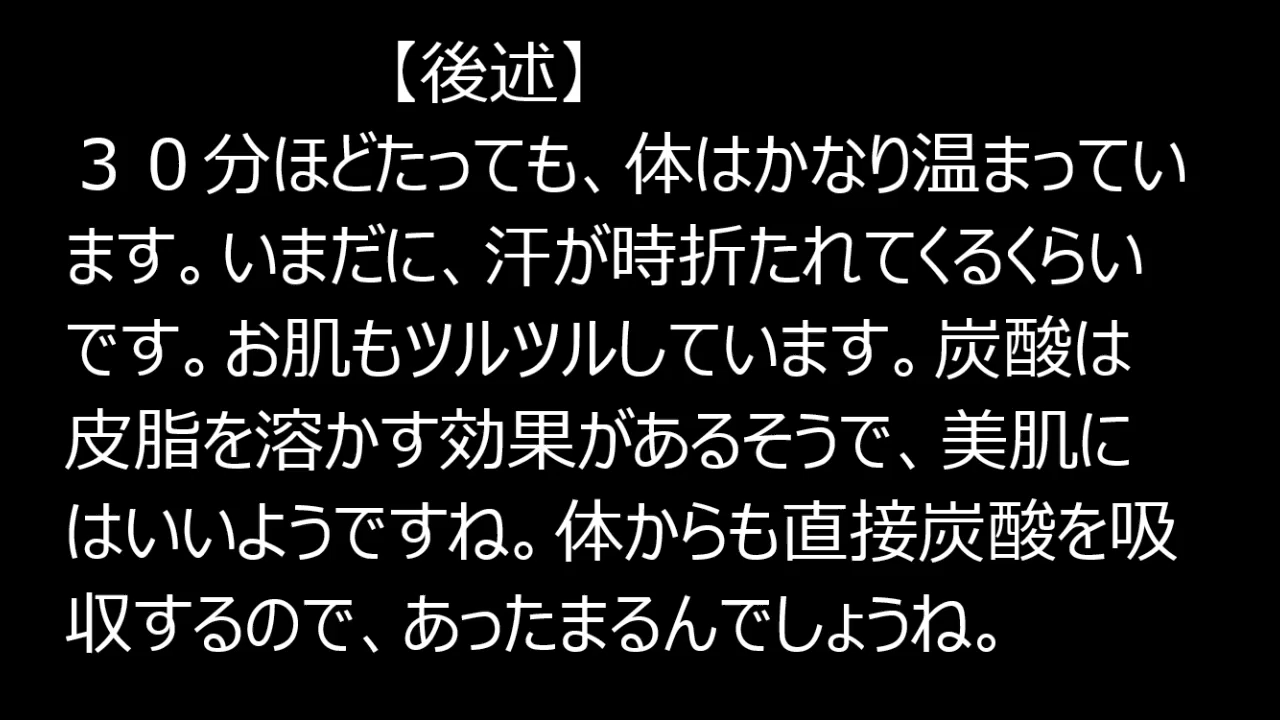 【後述】
３０分ほどたっても、体はかなり温まってい
ます。いまだに、汗が時折たれてくるくらい
です。お肌もツルツルしています。炭酸は
皮脂を溶かす効果があるそうで、美肌に
はいいようですね。体からも直接炭酸を吸
収するので、あったまるんでしょうね。